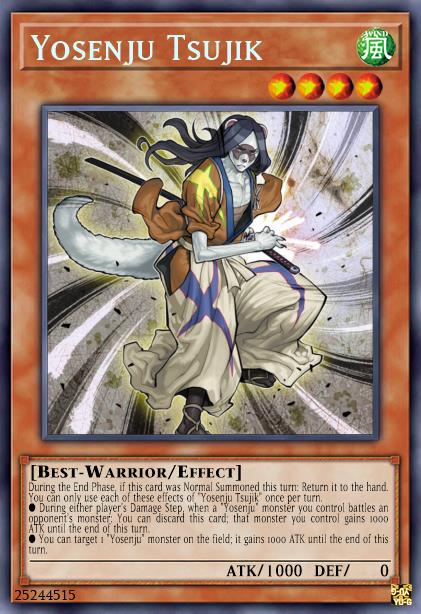 Yosenju Tsujik
WIND
風
[Best-Warrior/Effect]
During the End Phase, if this card was Normal Summoned this turn: Return it to the hand.
You can only use each of these effects of "Yosenju Tsujik" once per turn.
● During either player's Damage Step, when a "Yosenju" monster you control battles an
opponent's monster: You can discard this card; that monster you control gains 1000
ATK until the end of this turn.
● You can target 1 "Yosenju" monster on the field; it gains 1000 ATK until the end of this
turn.
ATK/1000 DEF/ 0
25244515